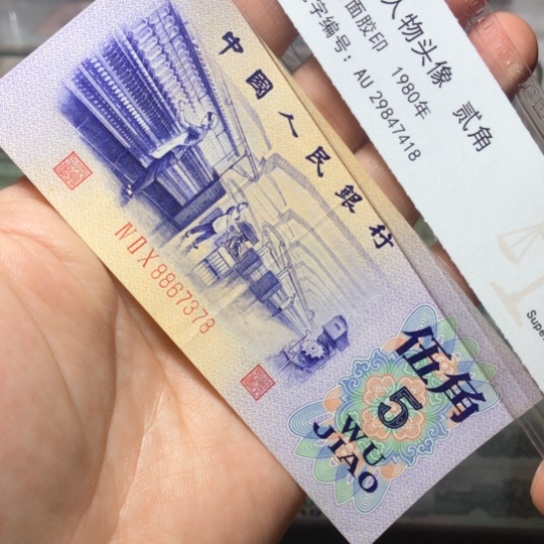 中國人民銀行
NⅡX8867378
伍角
5
WU
JIAO
人物头像 贰角
面胶印 1980年
字编号：AU 29847418
Supe